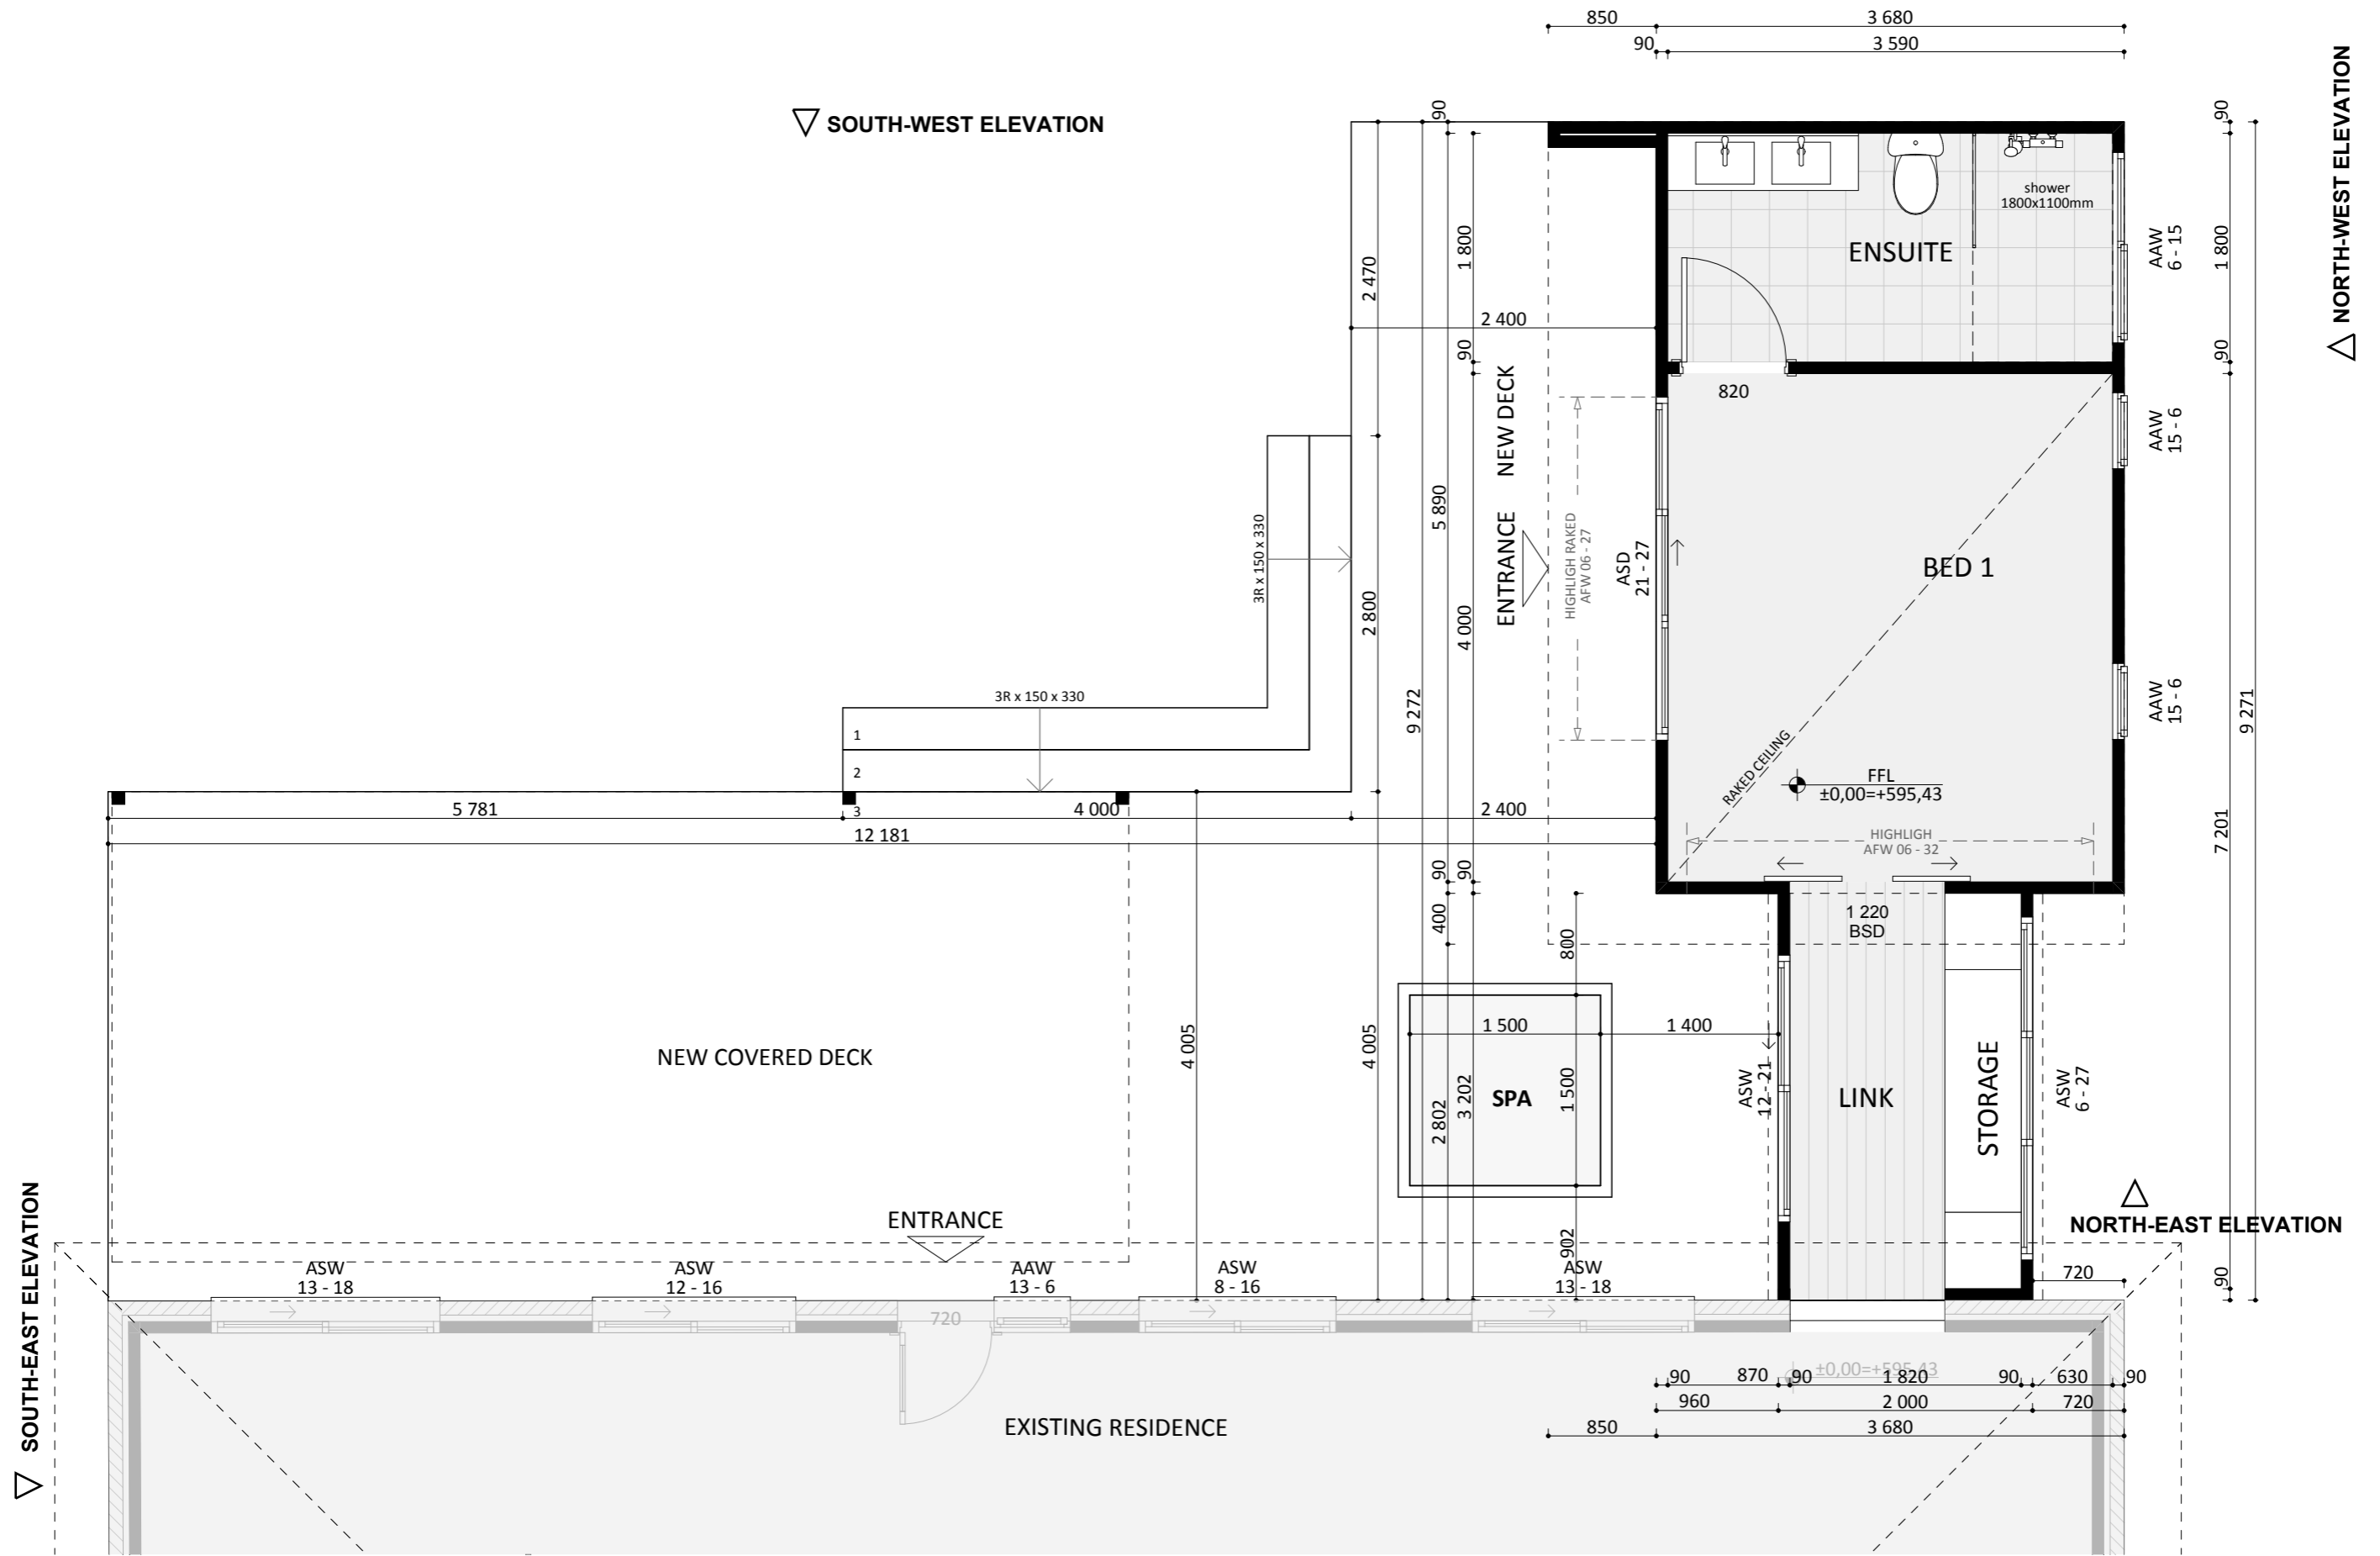 850
3 680
90
3 590
SOUTH-WEST ELEVATION
NORTH-WEST ELEVATION
90
90
shower
1800x1100mm
ENSUITE
AAW
6 - 15
1 800
1 800
2 470
2 400
90
90
820
NEW DECK
ENTRANCE
AAW
15 - 6
5 890
HIGHLIGH RAKED
AFW 06 - 27
ASD
21 - 27
BED 1
3R x 150 x 330
2 800
4 000
3R x 150 x 330
9 272
AAW
15 - 6
9 271
1
2
3
RAKED CEILING
FFL
±0,00=+595,43
5 781
4 000
2 400
12 181
HIGHLIGH
AFW 06 - 32
7 201
90
90
400
800
1 220
BSD
1 500
1 400
NEW COVERED DECK
4 005
4 005
2 802
3 202
SPA
1 500
ASW
12 - 21
LINK
STORAGE
ASW
6 - 27
SOUTH-EAST ELEVATION
NORTH-EAST ELEVATION
ENTRANCE
902
ASW
13 - 18
ASW
12 - 16
AAW
13 - 6
ASW
8 - 16
ASW
13 - 18
720
90
720
±0,00=+595,43
90
870
90
1 820
90
630
90
960
2 000
720
EXISTING RESIDENCE
850
3 680